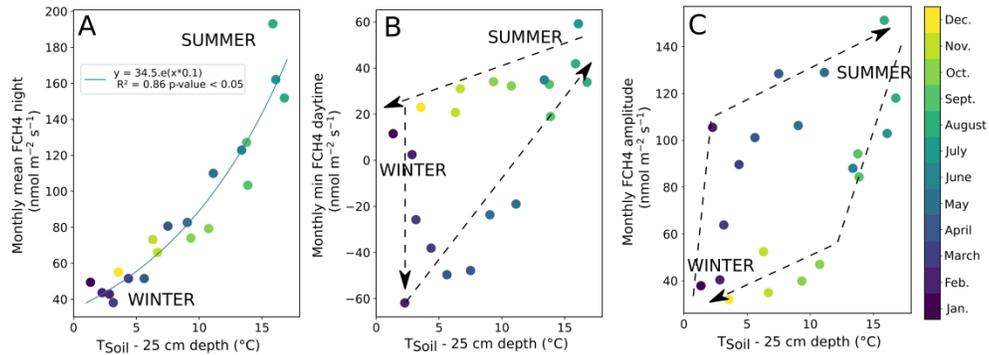 A
SUMMER
y = 34.5.e(x*0.1)
R² = 0.86 p-value < 0.05
WINTER
200
180
160
140
120
100
80
60
40
0
5
10
15
Monthly mean FCH4 night
(nmol m⁻² s⁻¹)
TSoil - 25 cm depth (°C)
B
SUMMER
WINTER
60
40
20
0
−20
−40
−60
0
5
10
15
Monthly min FCH4 daytime
(nmol m⁻² s⁻¹)
TSoil - 25 cm depth (°C)
C
SUMMER
WINTER
140
120
100
80
60
40
0
5
10
15
Monthly FCH4 amplitude
(nmol m⁻² s⁻¹)
TSoil - 25 cm depth (°C)
Dec.
Nov.
Oct.
Sept.
August
July
June
May
April
March
Feb.
Jan.